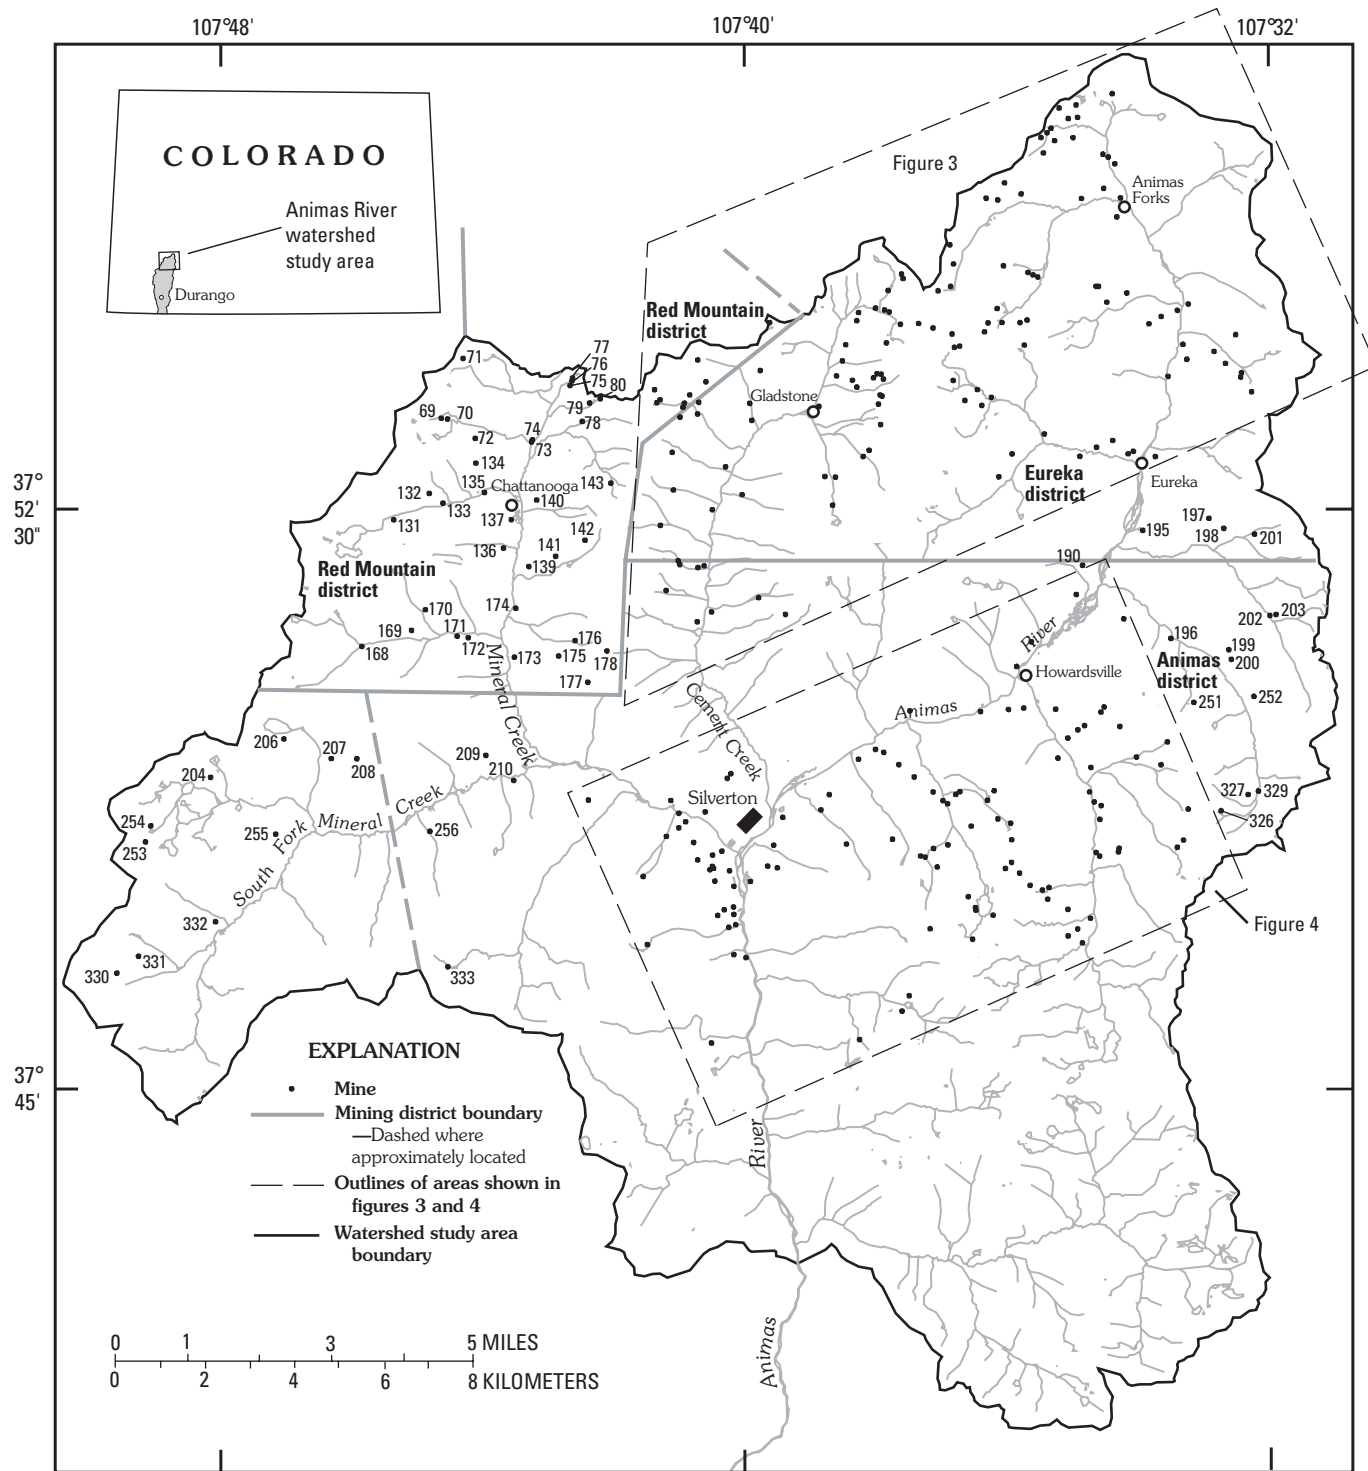 107°48'
107°40'
107°32'
COLORADO
Animas River
watershed
study area
Durango
Figure 3
Animas
Forks
Red Mountain
district
77
76
75
80
71
79
78
69
70
74
73
72
Gladstone
134
37°
52'
30"
135
Chattanooga
143
132
133
140
131
137
142
136
141
139
Eureka
district
Eureka
195
197
198
201
190
Red Mountain
district
170
174
169
171
172
168
173
176
175
178
177
Mineral Creek
Cement Creek
River
Howardsville
Animas
196
Animas
district
199
200
202
203
251
252
206
207
208
209
210
204
254
253
255
256
South Fork Mineral Creek
Silverton
327
329
326
Figure 4
332
331
330
333
37°
45'
EXPLANATION
Mine
Mining district boundary
—Dashed where
approximately located
Outlines of areas shown in
figures 3 and 4
Watershed study area
boundary
River
Animas
0 1 3 5 MILES
0 2 4 6 8 KILOMETERS